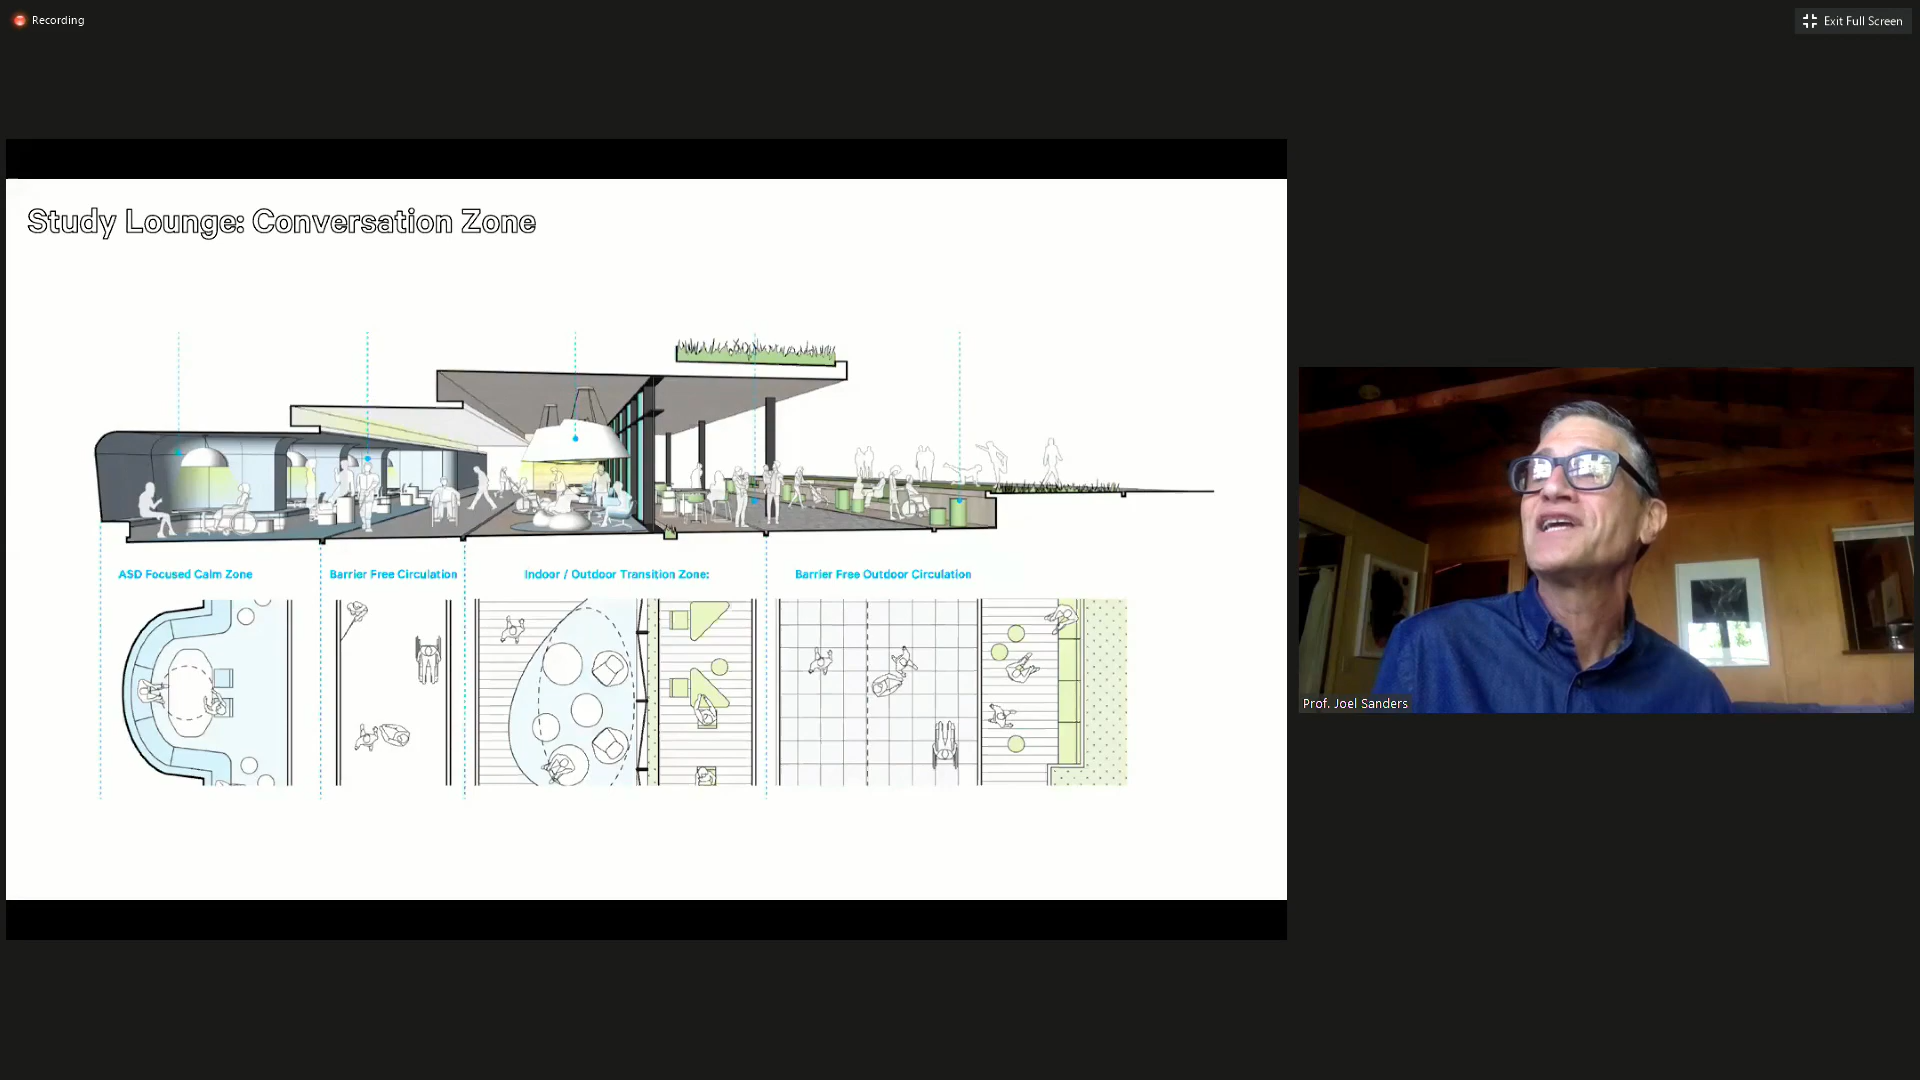 Recording
Exit Full Screen
Study Lounge: Conversation Zone
ASD Focused Calm Zone
Barrier Free Circulation
Indoor / Outdoor Transition Zone:
Barrier Free Outdoor Circulation
Prof. Joel Sanders